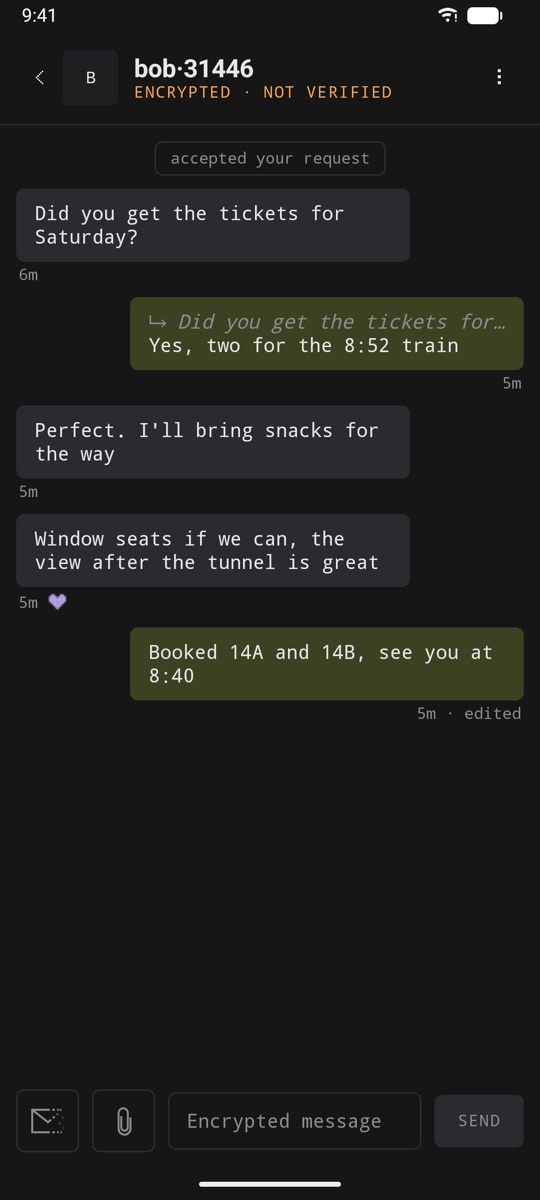 9:41
B
bob·31446
ENCRYPTED · NOT VERIFIED
accepted your request
Did you get the tickets for
Saturday?
6m
↳ Did you get the tickets for…
Yes, two for the 8:52 train
5m
Perfect. I'll bring snacks for
the way
5m
Window seats if we can, the
view after the tunnel is great
5m
Booked 14A and 14B, see you at
8:40
5m · edited
Encrypted message
SEND